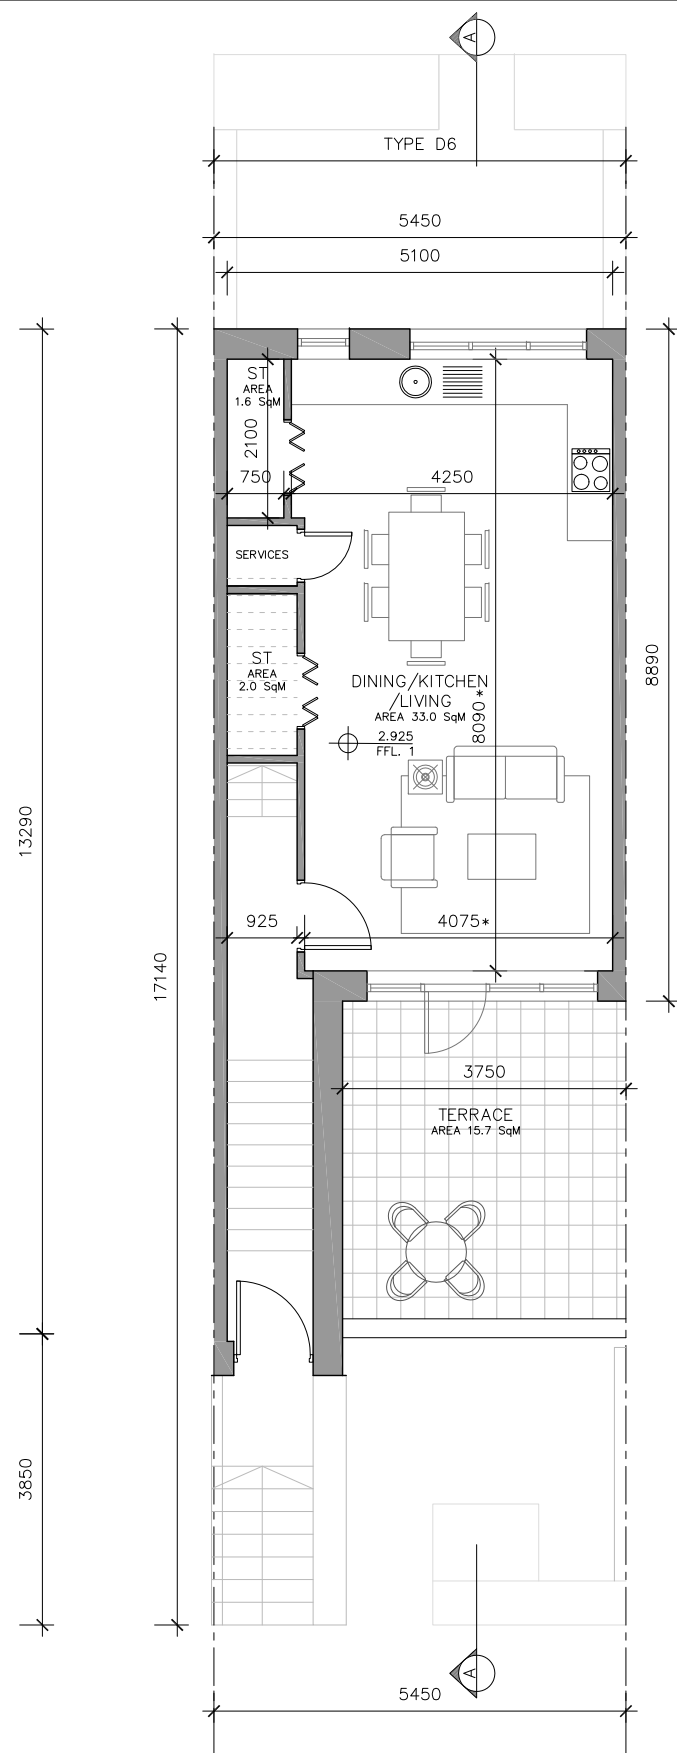 A
TYPE D6
5450
5100
ST
AREA
1.6 SqM
2100
750
4250
SERVICES
ST
AREA
2.0 SqM
DINING/KITCHEN
/LIVING
AREA 33.0 SqM
8090*
2.925
FFL. 1
8890
13290
17140
925
4075*
3750
TERRACE
AREA 15.7 SqM
3850
A
5450